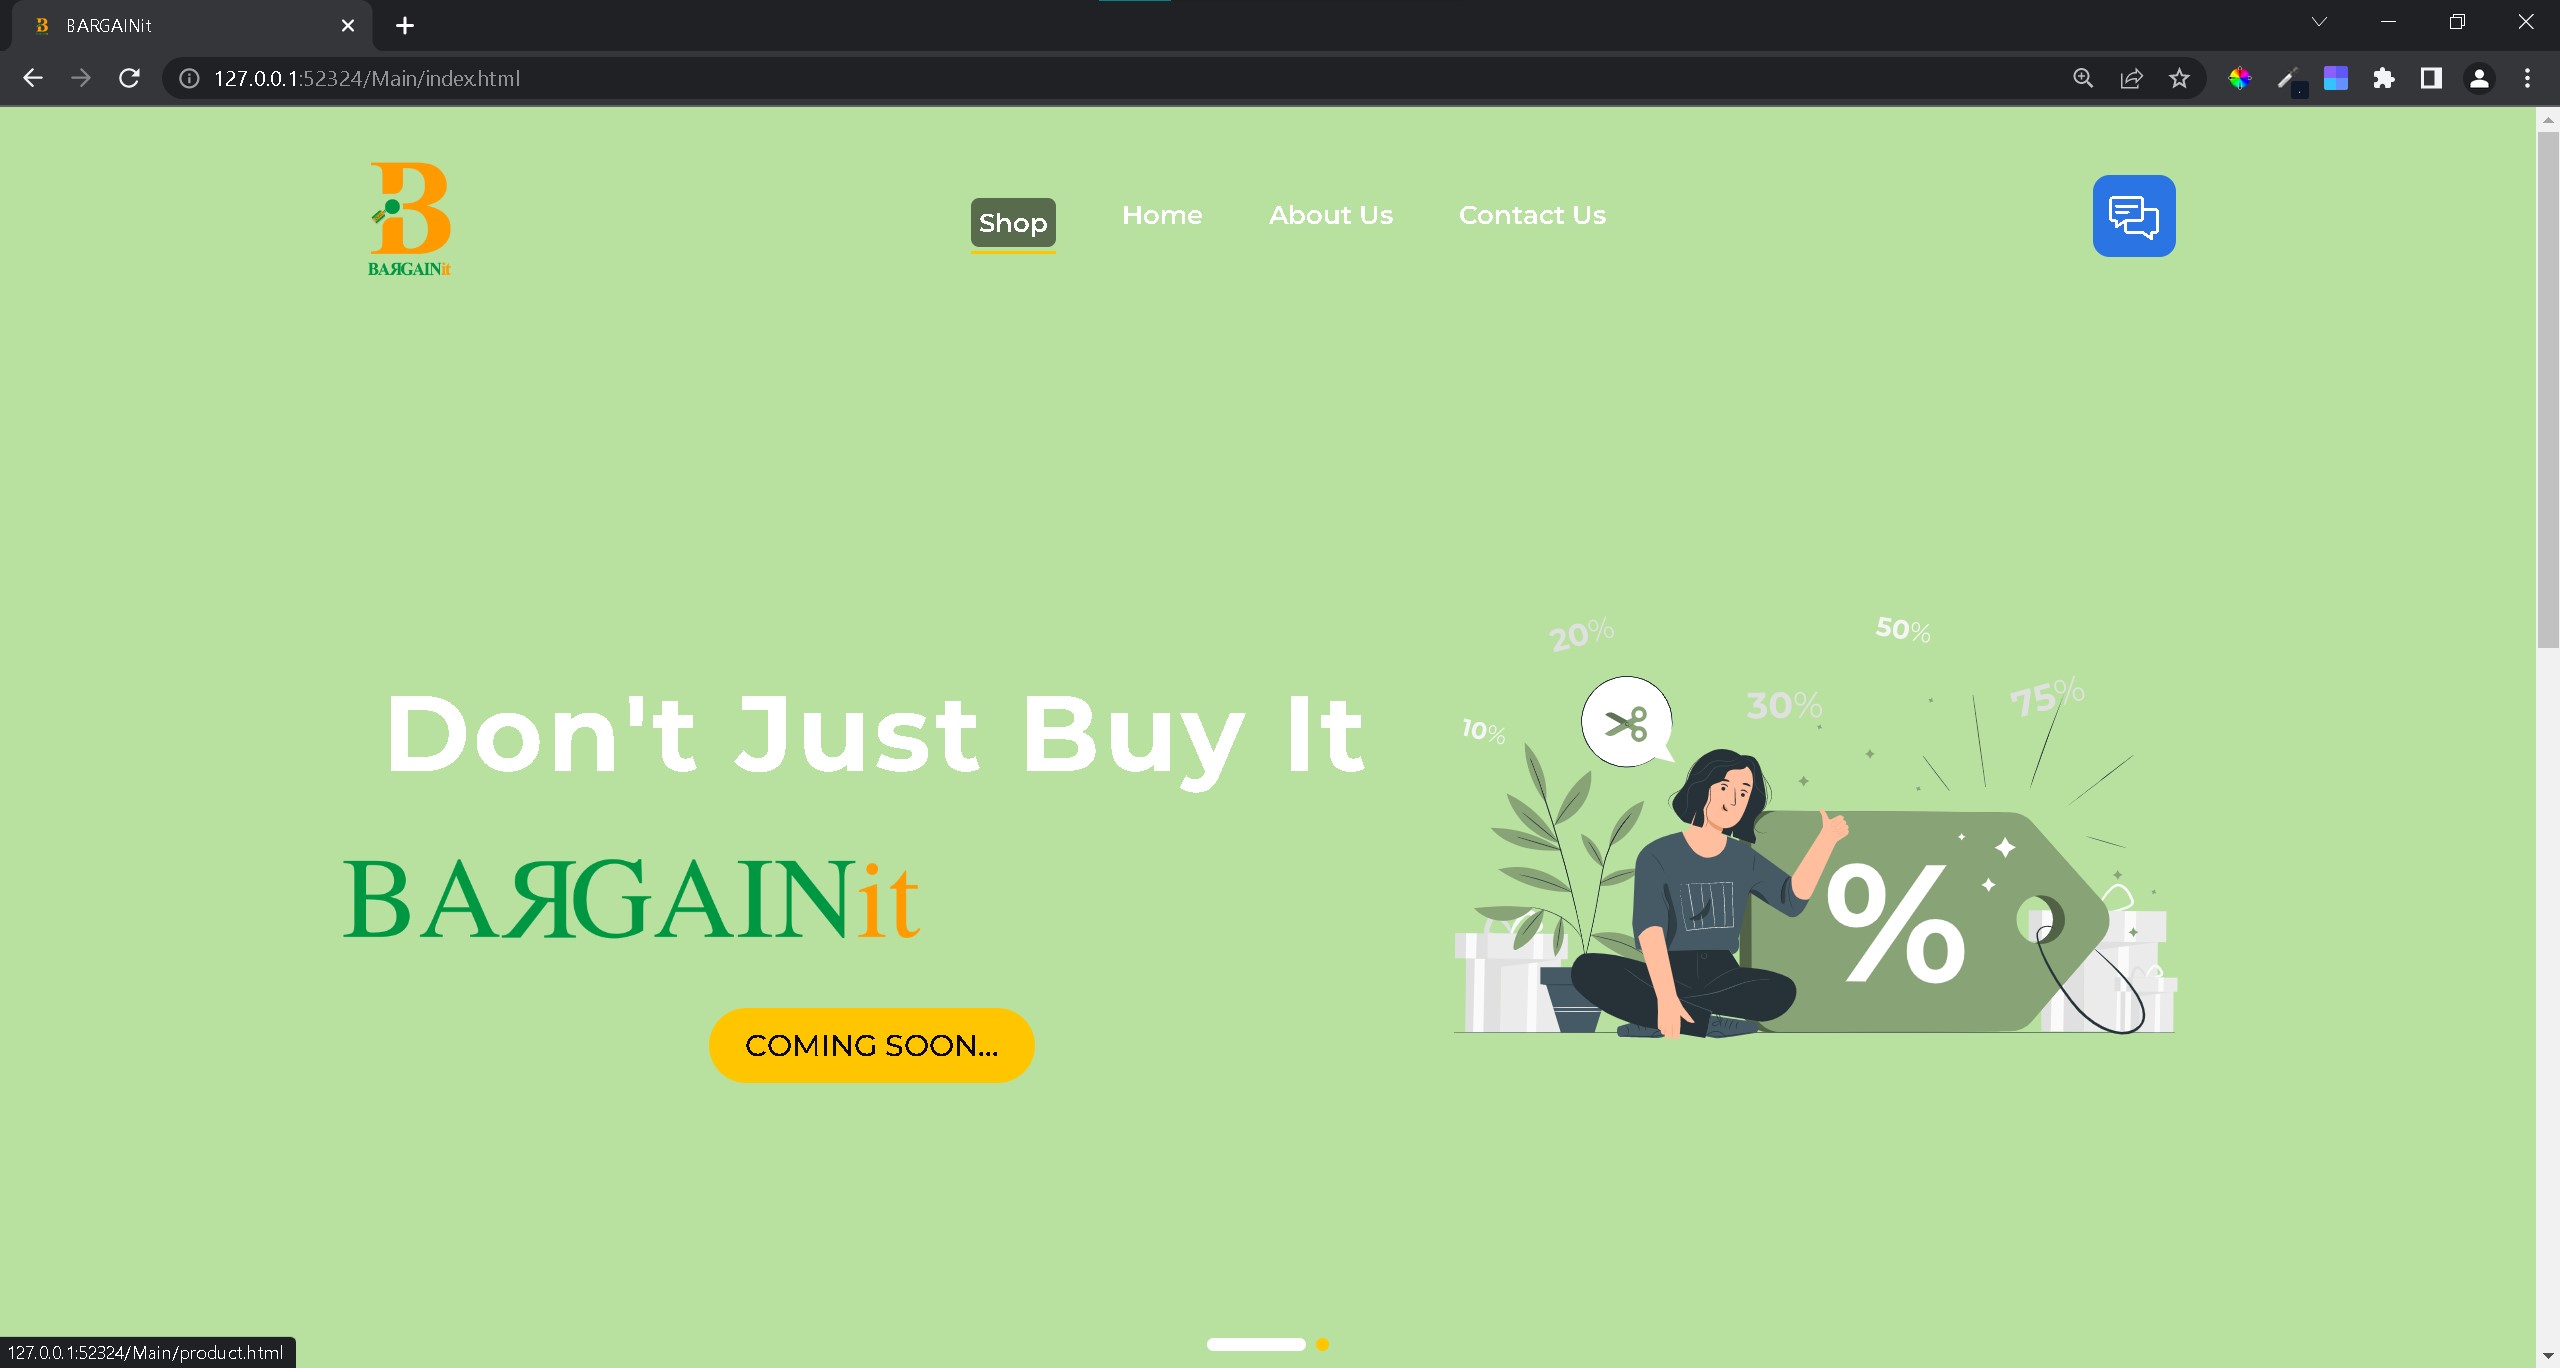 BARGAINit
127.0.0.1:52324/Main/index.html
B
BAЯGAINit
Shop
Home
About Us
Contact Us
20%
50%
30%
75%
10%
Don't Just Buy It
%
BAЯGAINit
COMING SOON...
127.0.0.1:52324/Main/product.html